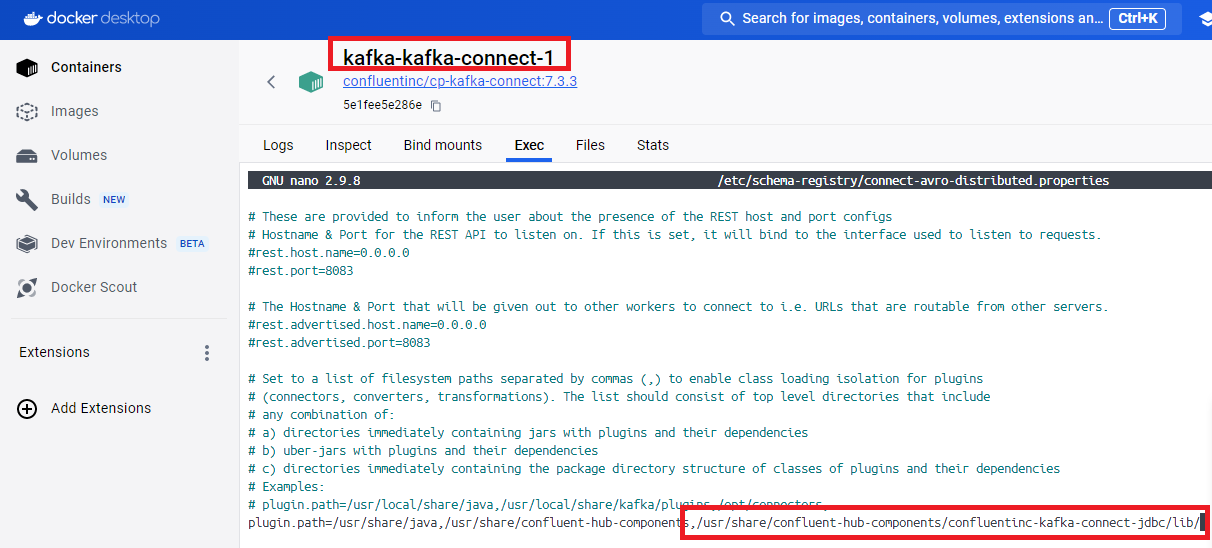 docker desktop
Search for images, containers, volumes, extensions an...
Ctrl+K
Containers
Images
Volumes
Builds NEW
Dev Environments BETA
Docker Scout
Extensions
Add Extensions
kafka-kafka-connect-1
confluentinc/cp-kafka-connect:7.3.3
5e1fee5e286e
Logs Inspect Bind mounts Exec Files Stats
GNU nano 2.9.8 /etc/schema-registry/connect-avro-distributed.properties
# These are provided to inform the user about the presence of the REST host and port configs
# Hostname & Port for the REST API to listen on. If this is set, it will bind to the interface used to listen to requests.
#rest.host.name=0.0.0.0
#rest.port=8083
# The Hostname & Port that will be given out to other workers to connect to i.e. URLs that are routable from other servers.
#rest.advertised.host.name=0.0.0.0
#rest.advertised.port=8083
# Set to a list of filesystem paths separated by commas (,) to enable class loading isolation for plugins
# (connectors, converters, transformations). The list should consist of top level directories that include
# any combination of:
# a) directories immediately containing jars with plugins and their dependencies
# b) uber-jars with plugins and their dependencies
# c) directories immediately containing the package directory structure of classes of plugins and their dependencies
# Examples:
# plugin.path=/usr/local/share/java,/usr/local/share/kafka/plugins,/opt/connectors,
plugin.path=/usr/share/java,/usr/share/confluent-hub-components,/usr/share/confluent-hub-components/confluentinc-kafka-connect-jdbc/lib/